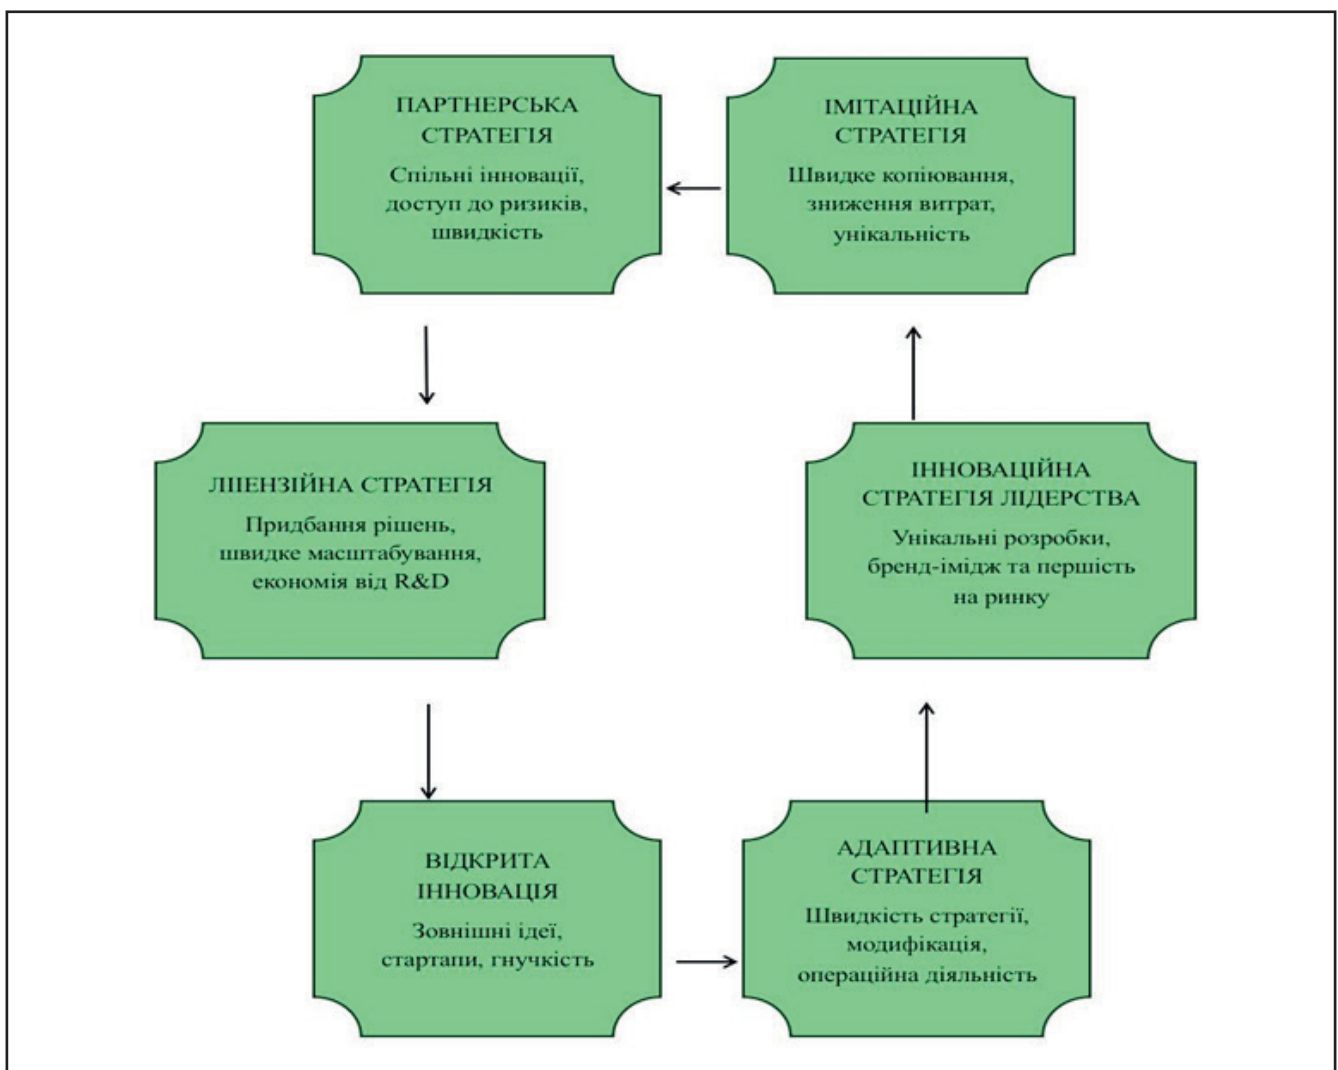 ПАРТНЕРСЬКА
СТРАТЕГІЯ
Спільні інновації,
доступ до ризиків,
швидкість
ІМІТАЦІЙНА
СТРАТЕГІЯ
Швидке копіювання,
зниження витрат,
унікальність
ЛІІЕНЗІЙНА СТРАТЕГІЯ
Придбання рішень,
швидке масштабування,
економія від R&D
ІННОВАЦІЙНА
СТРАТЕГІЯ ЛІДЕРСТВА
Унікальні розробки,
бренд-імідж та першість
на ринку
ВІДКРИТА
ІННОВАЦІЯ
Зовнішні ідеї,
стартапи, гнучкість
АДАПТИВНА
СТРАТЕГІЯ
Швидкість стратегії,
модифікація,
операційна діяльність